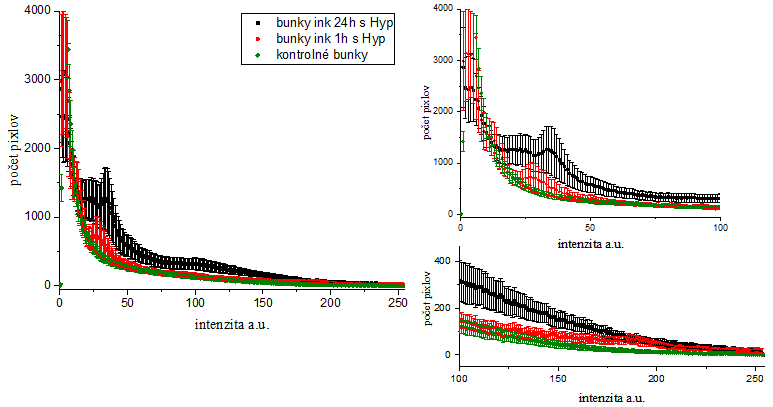 bunky ink 24h s Hyp
bunky ink 1h s Hyp
kontrolné bunky
4000
3000
2000
1000
0
počet pixlov
0 50 100 150 200 250
intenzita a.u.
4000
3000
2000
1000
0
počet pixlov
0 50 100
intenzita a.u.
400
200
0
počet pixlov
100 150 200 250
intenzita a.u.